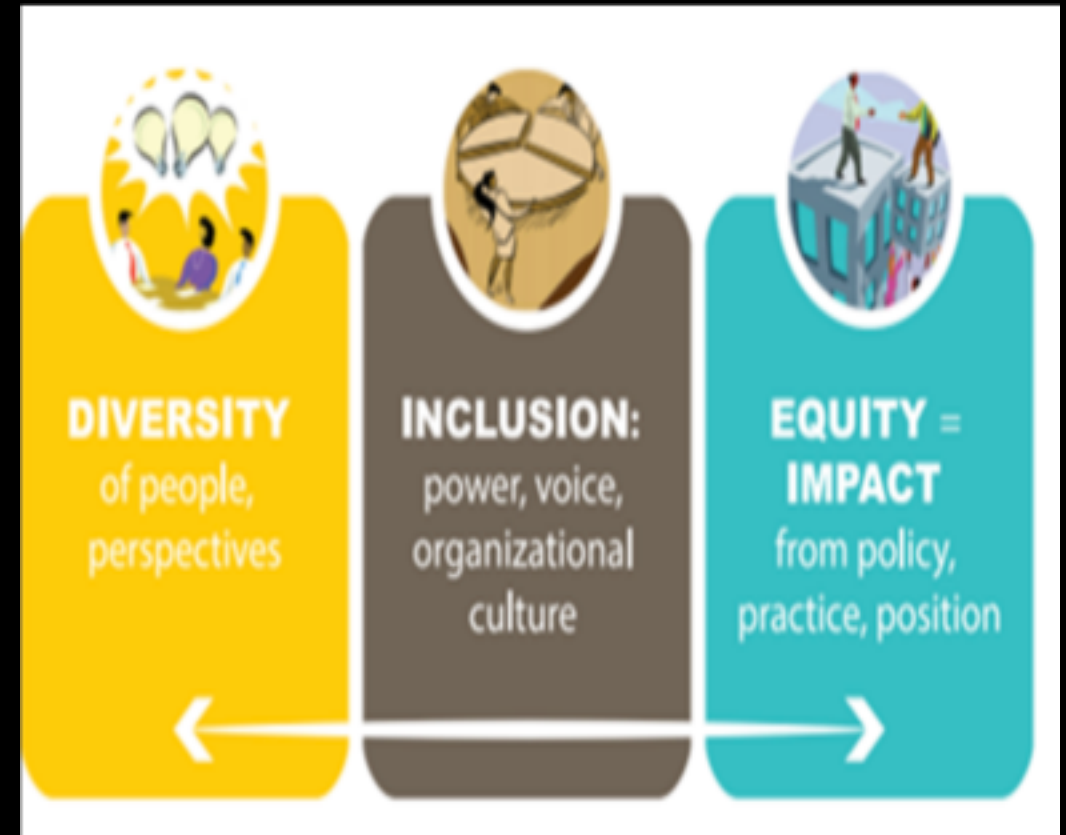 DIVERSITY
of people,
perspectives
INCLUSION:
power, voice,
organizational
culture
EQUITY =
IMPACT
from policy,
practice, position